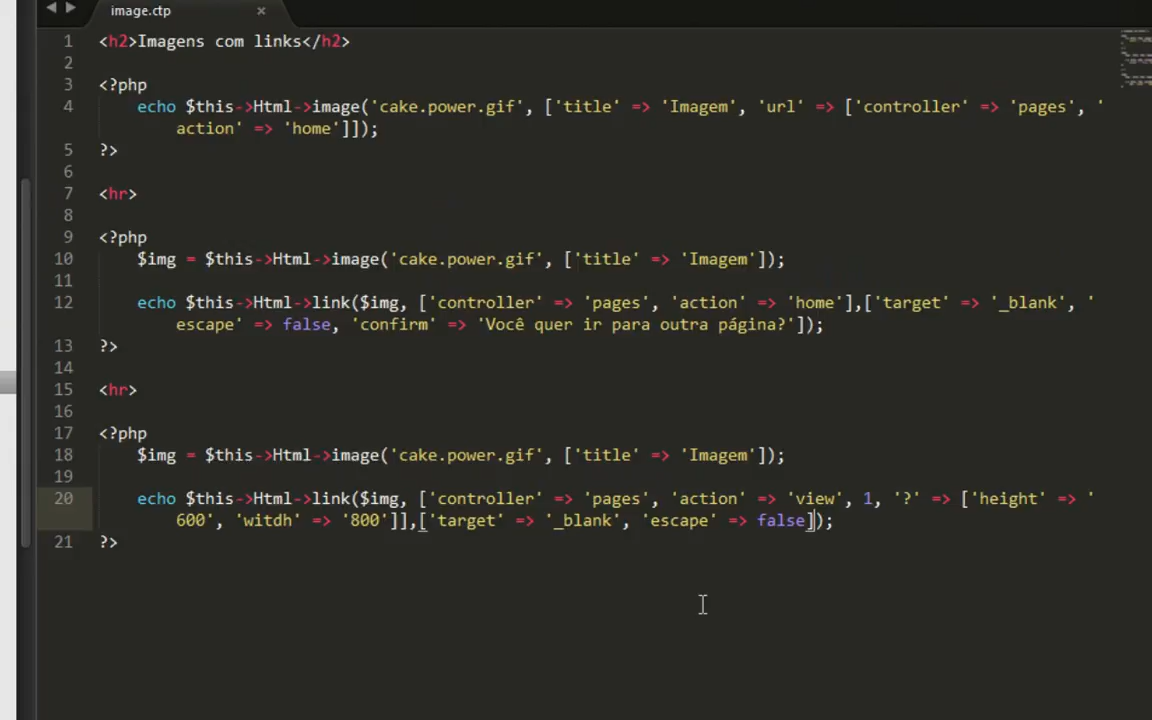 image.ctp
1 <h2>Imagens com links</h2>
2
3 <?php
4 echo $this->Html->image('cake.power.gif', ['title' => 'Imagem', 'url' => ['controller' => 'pages', '
action' => 'home']]);
5 ?>
6
7 <hr>
8
9 <?php
10 $img = $this->Html->image('cake.power.gif', ['title' => 'Imagem']);
11
12 echo $this->Html->link($img, ['controller' => 'pages', 'action' => 'home'],['target' => '_blank', '
escape' => false, 'confirm' => 'Você quer ir para outra página?']);
13 ?>
14
15 <hr>
16
17 <?php
18 $img = $this->Html->image('cake.power.gif', ['title' => 'Imagem']);
19
20 echo $this->Html->link($img, ['controller' => 'pages', 'action' => 'view', 1, '?' => ['height' => '
600', 'witdh' => '800']],['target' => '_blank', 'escape' => false]);
21 ?>